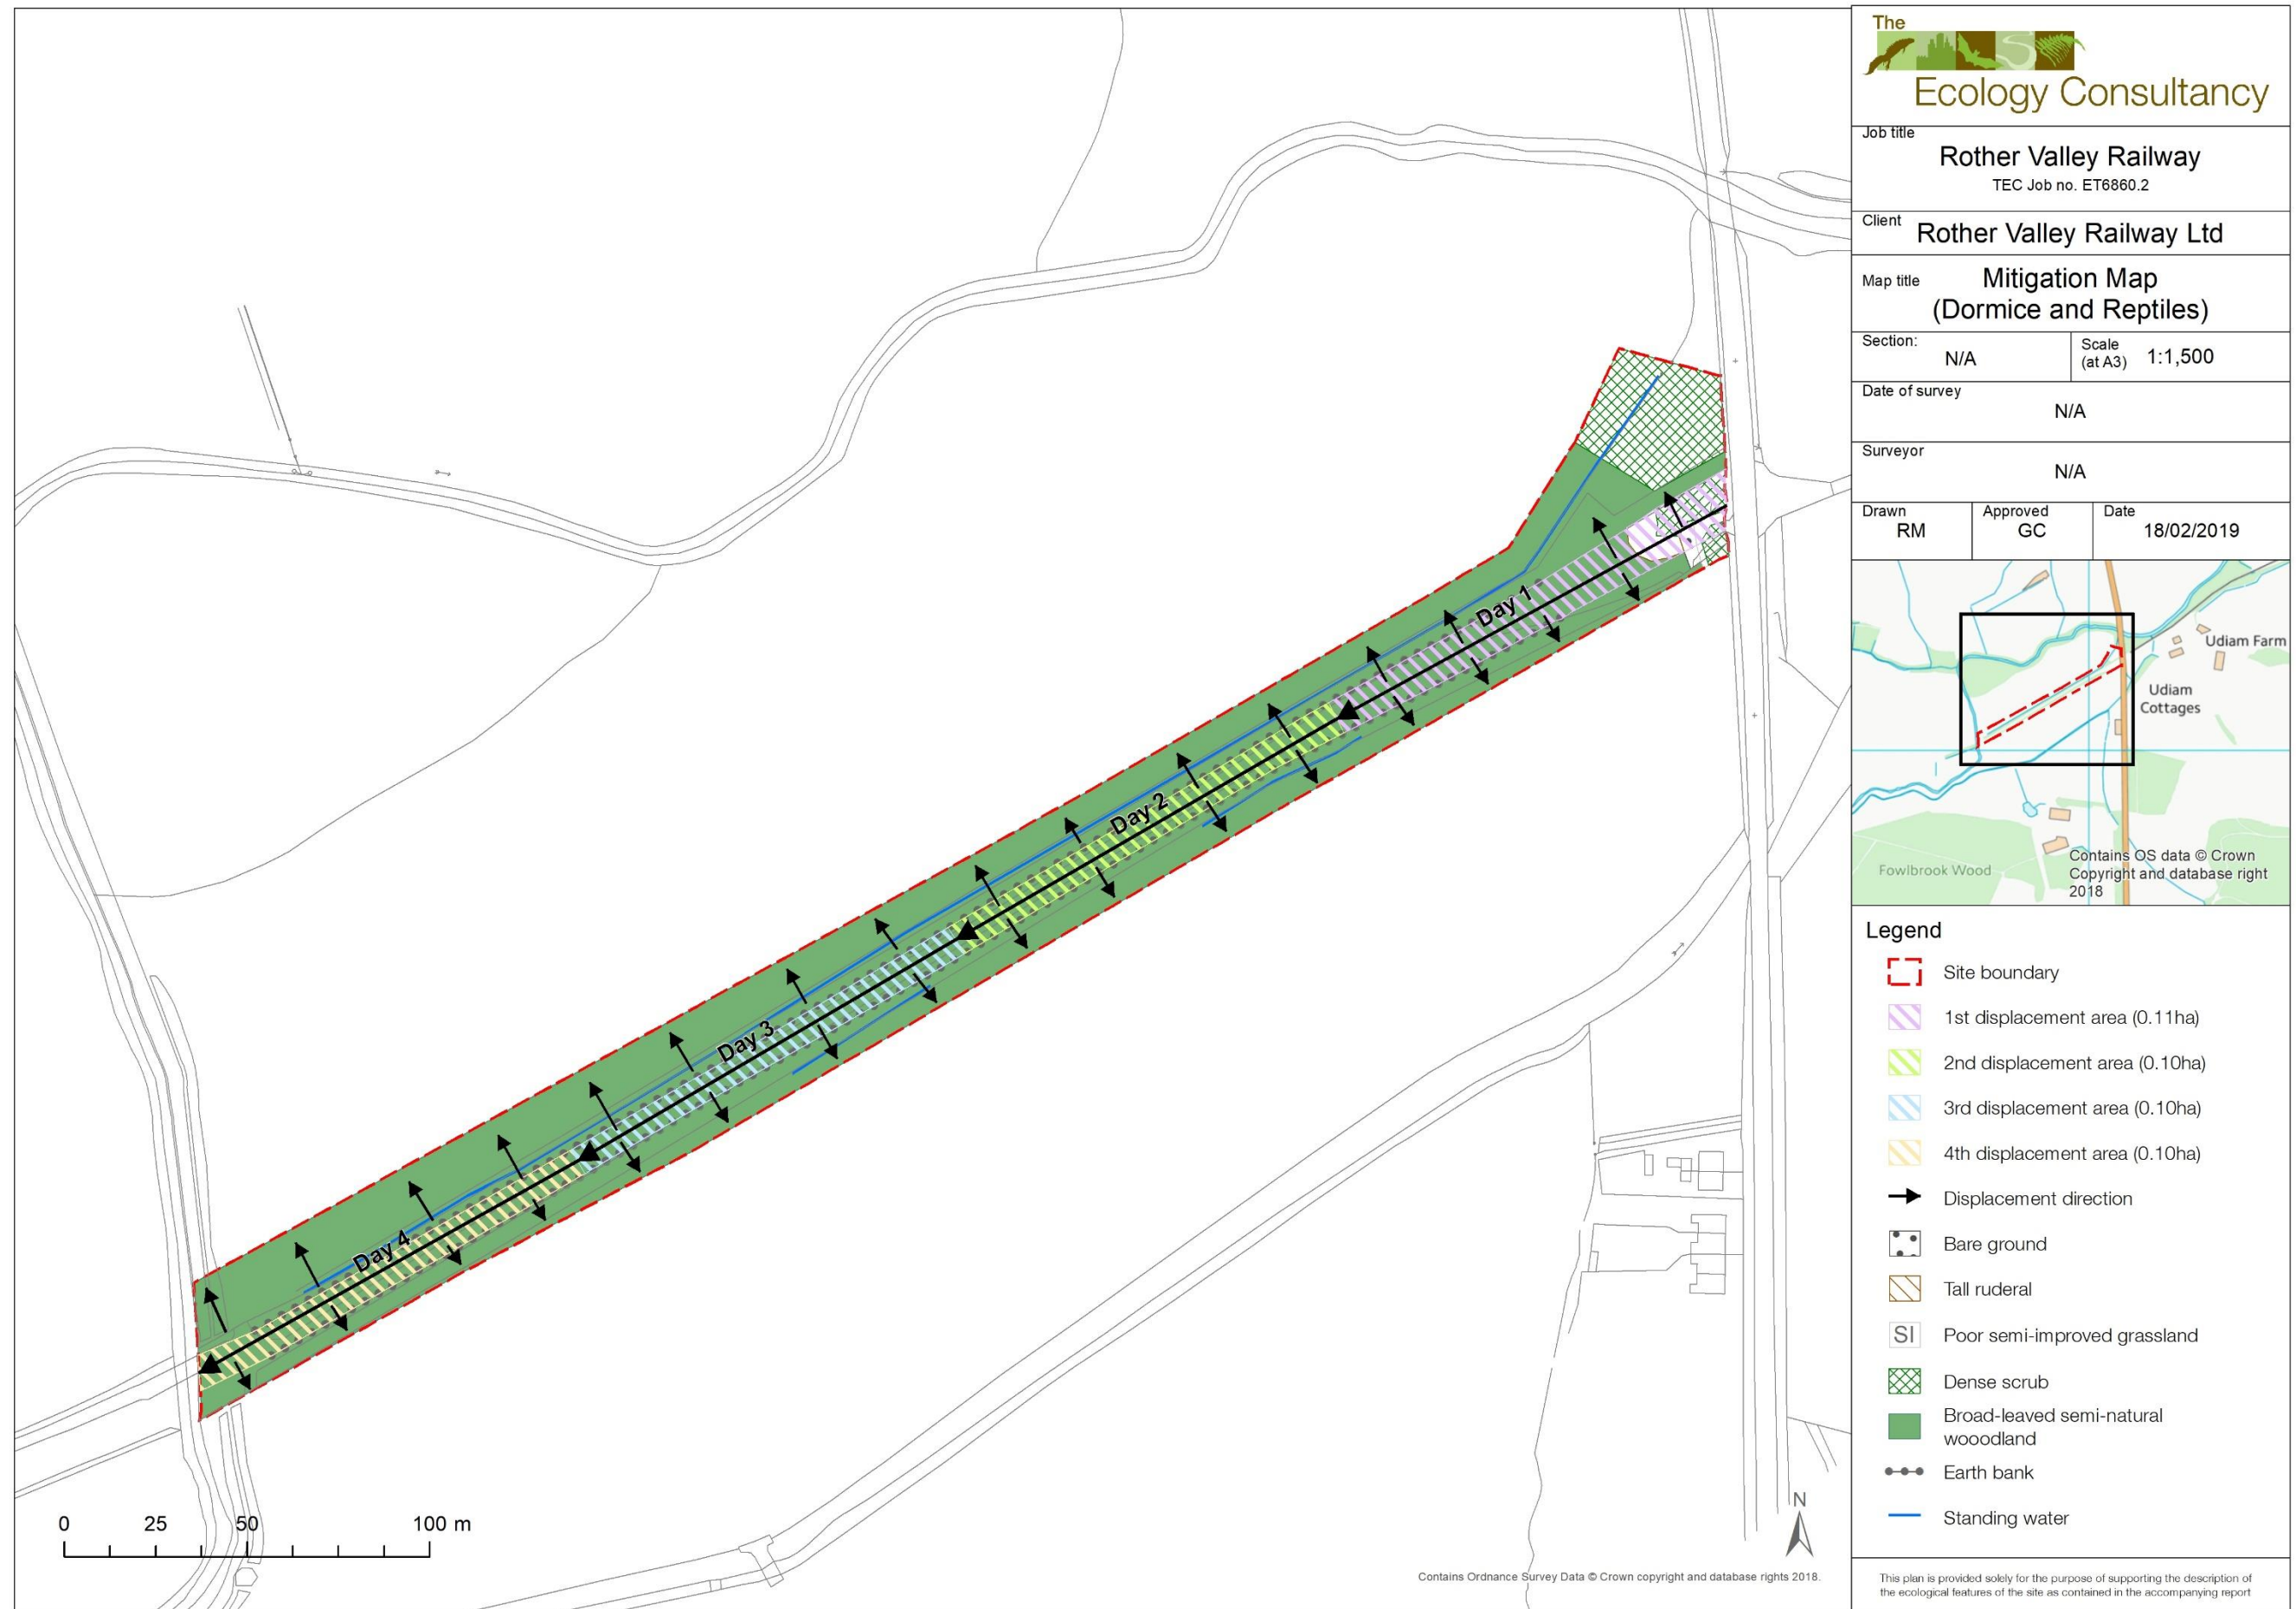 The
Ecology Consultancy
Job title
Rother Valley Railway
TEC Job no. ET6860.2
Client
Rother Valley Railway Ltd
Map title
Mitigation Map
(Dormice and Reptiles)
Section:
N/A
Scale
(at A3)
1:1,500
Date of survey
N/A
Surveyor
N/A
Drawn
RM
Approved
GC
Date
18/02/2019
Udiam Farm
Udiam
Cottages
Fowlbrook Wood
Contains OS data © Crown
Copyright and database right
2018
Legend
Site boundary
1st displacement area (0.11ha)
2nd displacement area (0.10ha)
3rd displacement area (0.10ha)
4th displacement area (0.10ha)
Displacement direction
Bare ground
Tall ruderal
SI
Poor semi-improved grassland
Dense scrub
Broad-leaved semi-natural
wooodland
Earth bank
Standing water
This plan is provided solely for the purpose of supporting the description of
the ecological features of the site as contained in the accompanying report
Day 1
Day 2
Day 3
Day 4
0 25 50 100 m
N
Contains Ordnance Survey Data © Crown copyright and database rights 2018.